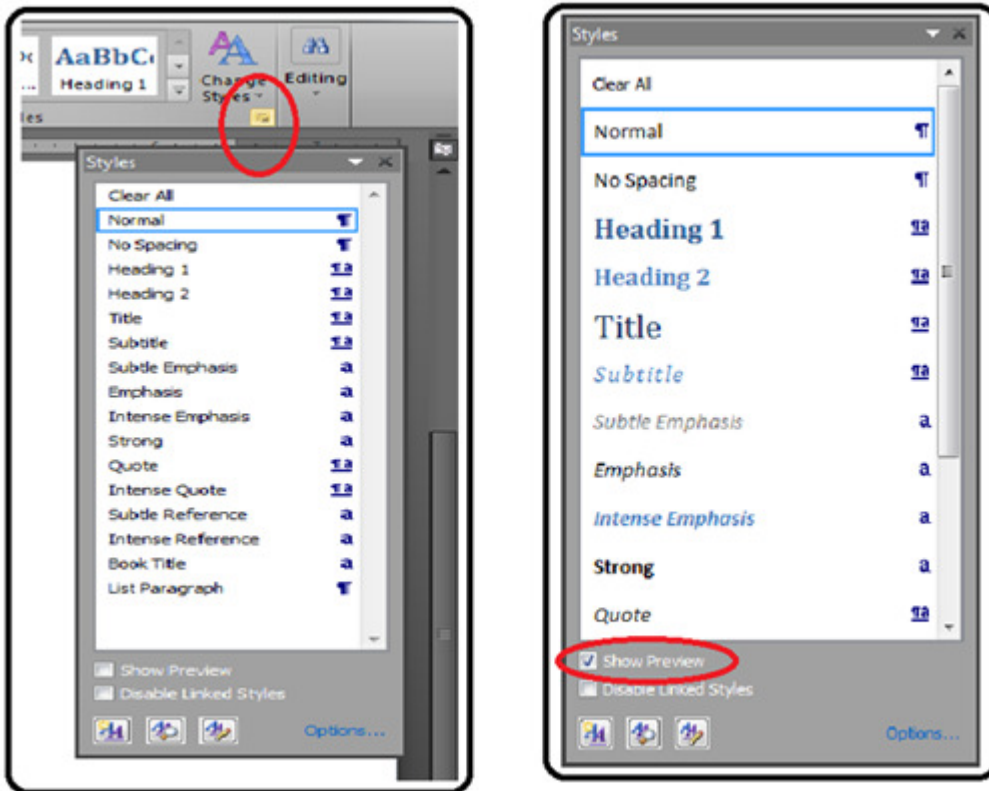 AaBbC
Heading 1
Change
Styles
Editing
Styles
Clear All
Normal ¶
No Spacing ¶
Heading 1 ¶a
Heading 2 ¶a
Title ¶a
Subtitle ¶a
Subtle Emphasis a
Emphasis a
Intense Emphasis a
Strong a
Quote ¶a
Intense Quote ¶a
Subtle Reference a
Intense Reference a
Book Title a
List Paragraph ¶
Show Preview
Disable Linked Styles
Options...
Styles
Clear All
Normal ¶
No Spacing ¶
Heading 1 ¶a
Heading 2 ¶a
Title ¶a
Subtitle ¶a
Subtle Emphasis a
Emphasis a
Intense Emphasis a
Strong a
Quote ¶a
Show Preview
Disable Linked Styles
Options...